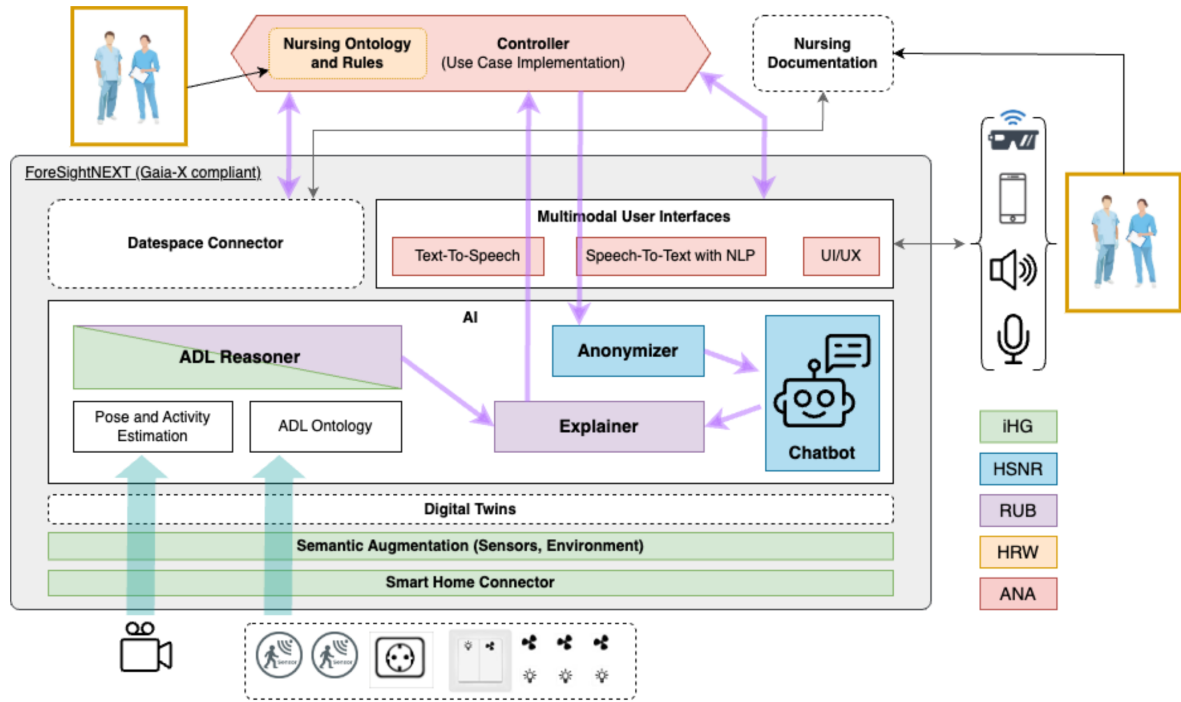 Nursing Ontology
and Rules
Controller
(Use Case Implementation)
Nursing
Documentation
ForeSightNEXT (Gaia-X compliant)
Datespace Connector
Multimodal User Interfaces
Text-To-Speech
Speech-To-Text with NLP
UI/UX
AI
ADL Reasoner
Anonymizer
Pose and Activity
Estimation
ADL Ontology
Explainer
Chatbot
Digital Twins
Semantic Augmentation (Sensors, Environment)
Smart Home Connector
iHG
HSNR
RUB
HRW
ANA
sensor
sensor